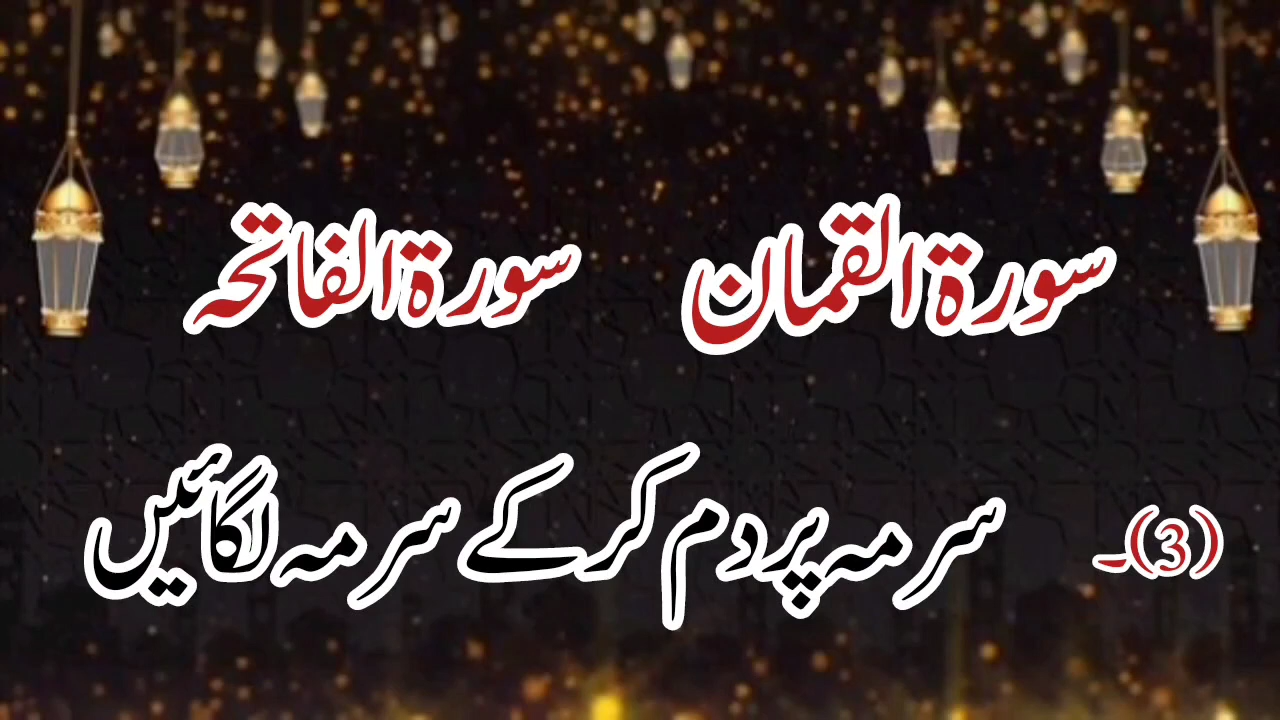 سورۃ القمان سورۃ الفاتحہ
(3)۔ سرمہ پر دم کر کے سرمہ لگائیں